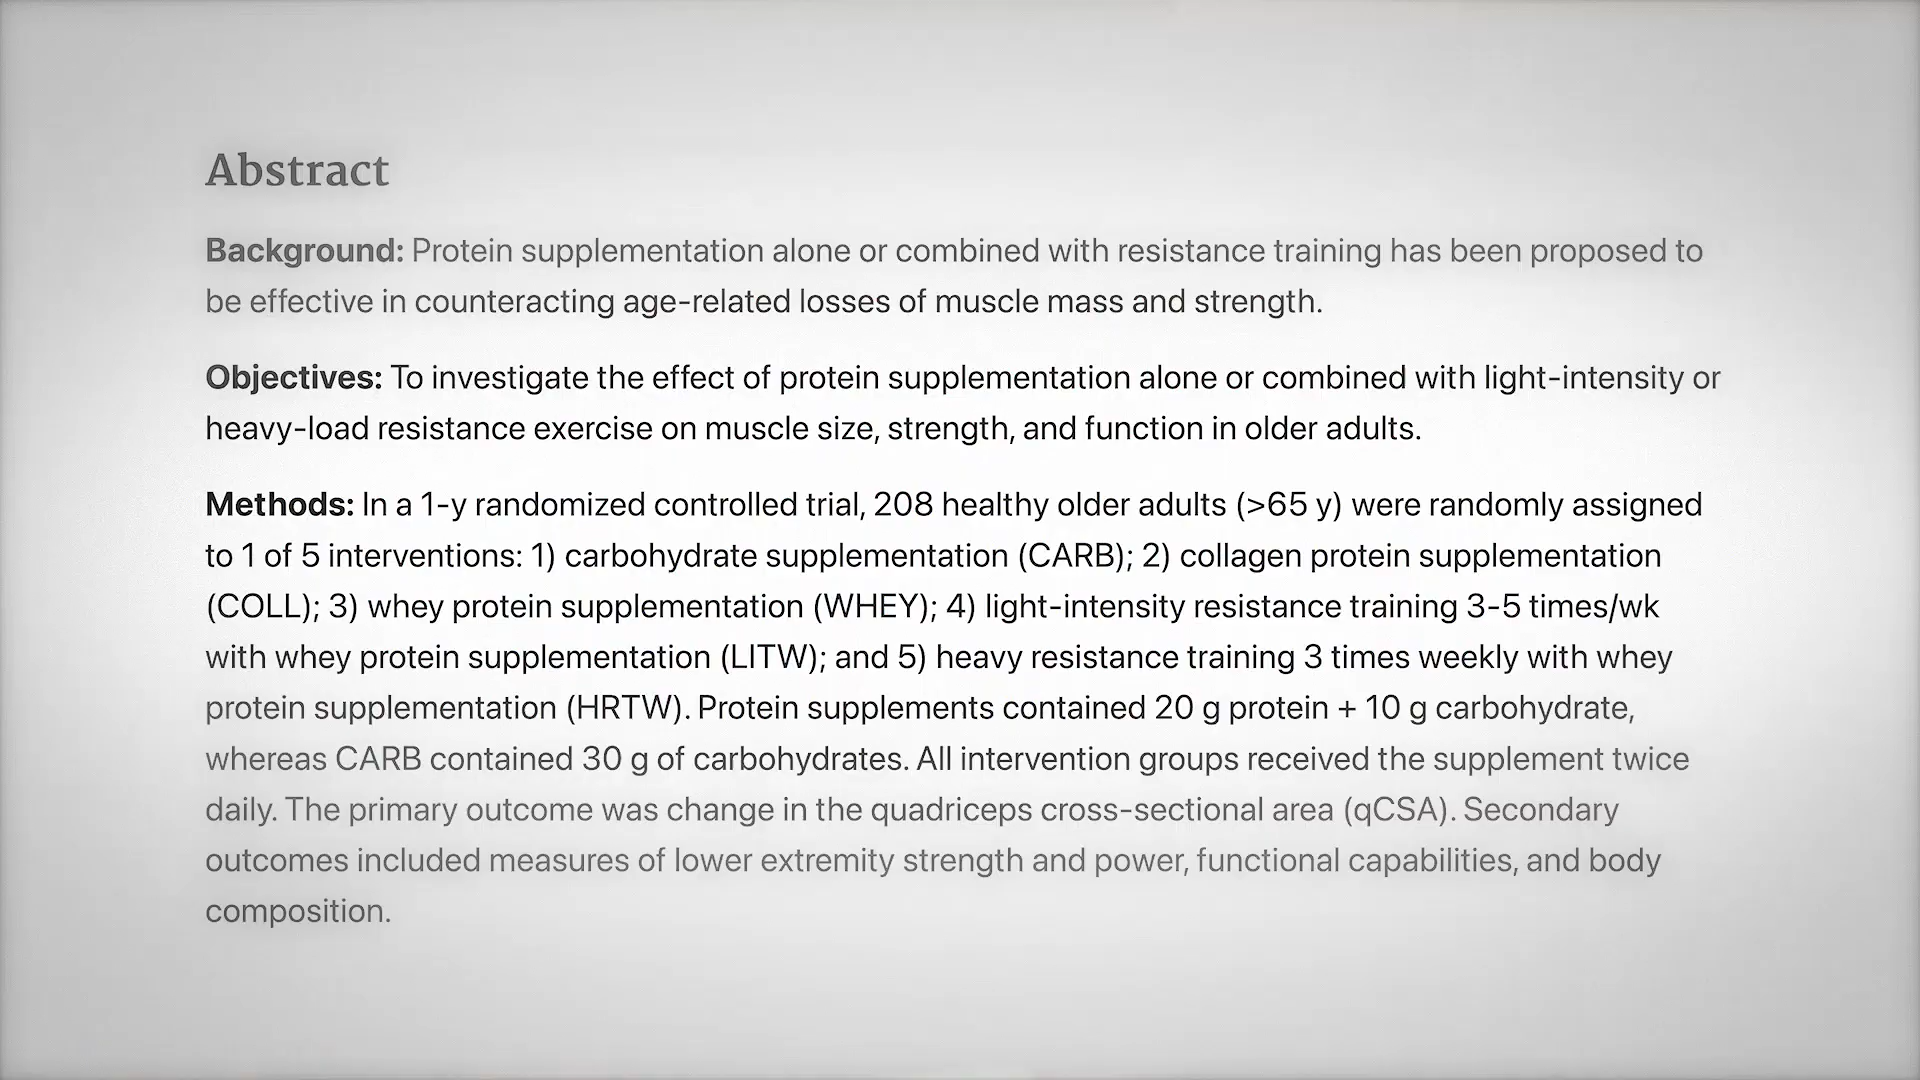 Abstract
Background: Protein supplementation alone or combined with resistance training has been proposed to
be effective in counteracting age-related losses of muscle mass and strength.
Objectives: To investigate the effect of protein supplementation alone or combined with light-intensity or
heavy-load resistance exercise on muscle size, strength, and function in older adults.
Methods: In a 1-y randomized controlled trial, 208 healthy older adults (>65 y) were randomly assigned
to 1 of 5 interventions: 1) carbohydrate supplementation (CARB); 2) collagen protein supplementation
(COLL); 3) whey protein supplementation (WHEY); 4) light-intensity resistance training 3-5 times/wk
with whey protein supplementation (LITW); and 5) heavy resistance training 3 times weekly with whey
protein supplementation (HRTW). Protein supplements contained 20 g protein + 10 g carbohydrate,
whereas CARB contained 30 g of carbohydrates. All intervention groups received the supplement twice
daily. The primary outcome was change in the quadriceps cross-sectional area (qCSA). Secondary
outcomes included measures of lower extremity strength and power, functional capabilities, and body
composition.